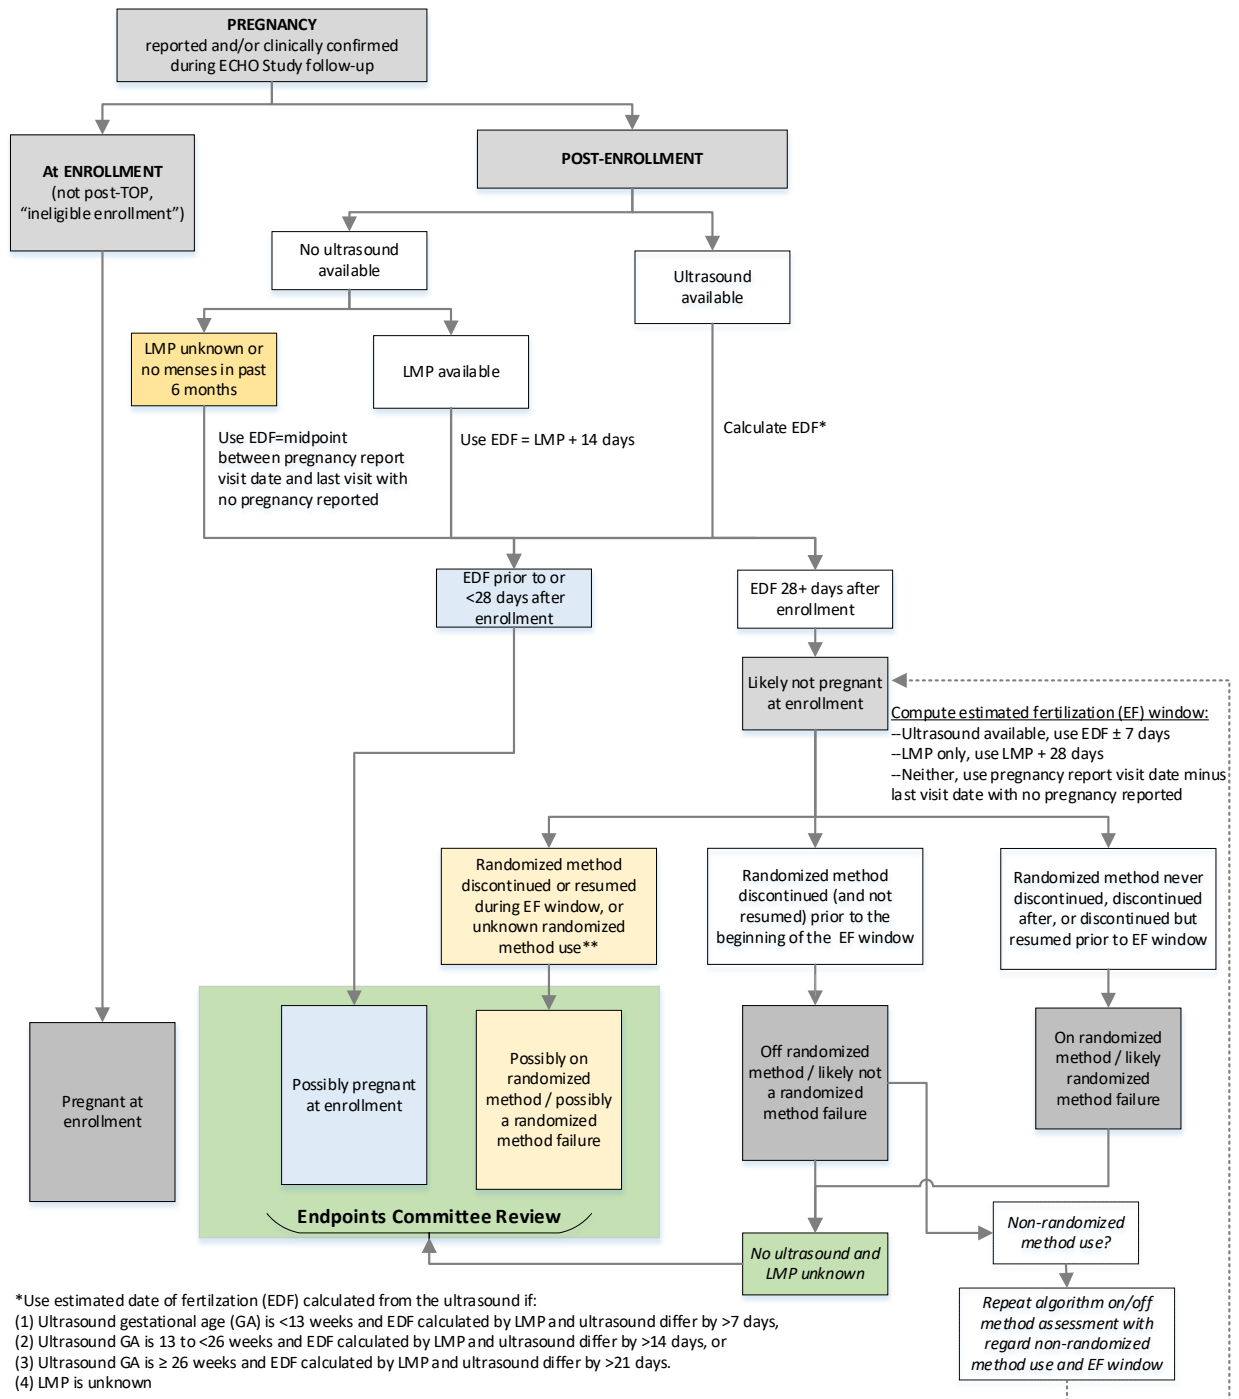 PREGNANCY
reported and/or clinically confirmed
during ECHO Study follow-up
At ENROLLMENT
(not post-TOP,
“ineligible enrollment”)
POST-ENROLLMENT
No ultrasound
available
Ultrasound
available
LMP unknown or
no menses in past
6 months
LMP available
Use EDF=midpoint
between pregnancy report
visit date and last visit with
no pregnancy reported
Use EDF = LMP + 14 days
Calculate EDF*
EDF prior to or
<28 days after
enrollment
EDF 28+ days after
enrollment
Likely not pregnant
at enrollment
Compute estimated fertilization (EF) window:
--Ultrasound available, use EDF ± 7 days
--LMP only, use LMP + 28 days
--Neither, use pregnancy report visit date minus
last visit date with no pregnancy reported
Randomized method
discontinued or resumed
during EF window, or
unknown randomized
method use**
Randomized method
discontinued (and not
resumed) prior to the
beginning of the EF window
Randomized method never
discontinued, discontinued
after, or discontinued but
resumed prior to EF window
Pregnant at
enrollment
Possibly pregnant
at enrollment
Possibly on
randomized
method / possibly
a randomized
method failure
Off randomized
method / likely not
a randomized
method failure
On randomized
method / likely
randomized
method failure
Endpoints Committee Review
No ultrasound and
LMP unknown
Non-randomized
method use?
Repeat algorithm on/off
method assessment with
regard non-randomized
method use and EF window
*Use estimated date of fertilzation (EDF) calculated from the ultrasound if:
(1) Ultrasound gestational age (GA) is <13 weeks and EDF calculated by LMP and ultrasound differ by >7 days,
(2) Ultrasound GA is 13 to <26 weeks and EDF calculated by LMP and ultrasound differ by >14 days, or
(3) Ultrasound GA is ≥ 26 weeks and EDF calculated by LMP and ultrasound differ by >21 days.
(4) LMP is unknown